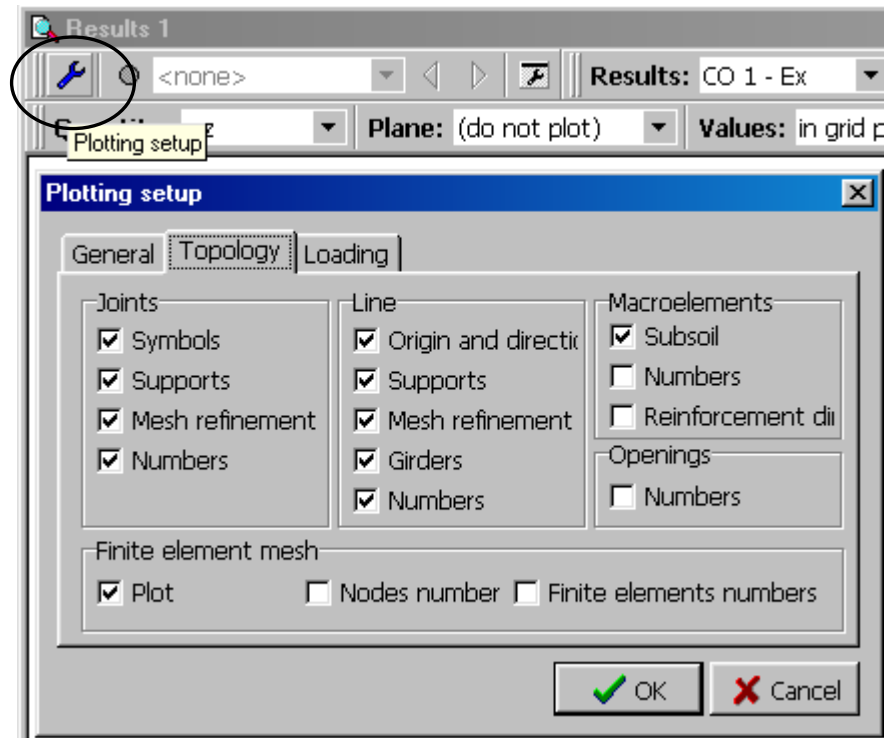 Results 1
<none> Results: CO 1 - Ex
Plane: (do not plot) Values: in grid p
Plotting setup
Plotting setup
General Topology Loading
Joints
Symbols
Supports
Mesh refinement
Numbers
Line
Origin and directi
Supports
Mesh refinement
Girders
Numbers
Macroelements
Subsoil
Numbers
Reinforcement di
Openings
Numbers
Finite element mesh
Plot Nodes number Finite elements numbers
OK Cancel